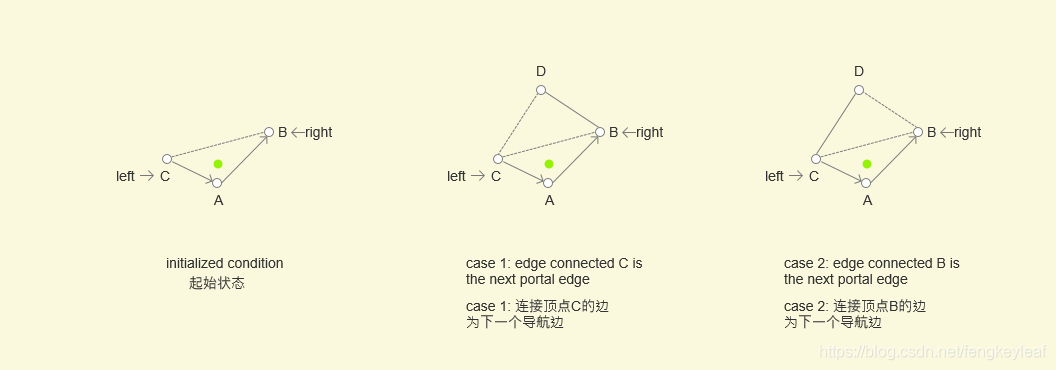 B ←right
left → C
A
initialized condition
起始状态
D
B ←right
left → C
A
case 1: edge connected C is
the next portal edge
case 1: 连接顶点C的边
为下一个导航边
D
B ←right
left → C
A
case 2: edge connected B is
the next portal edge
case 2: 连接顶点B的边
为下一个导航边
https://blog.csdn.net/fengkeyleaf